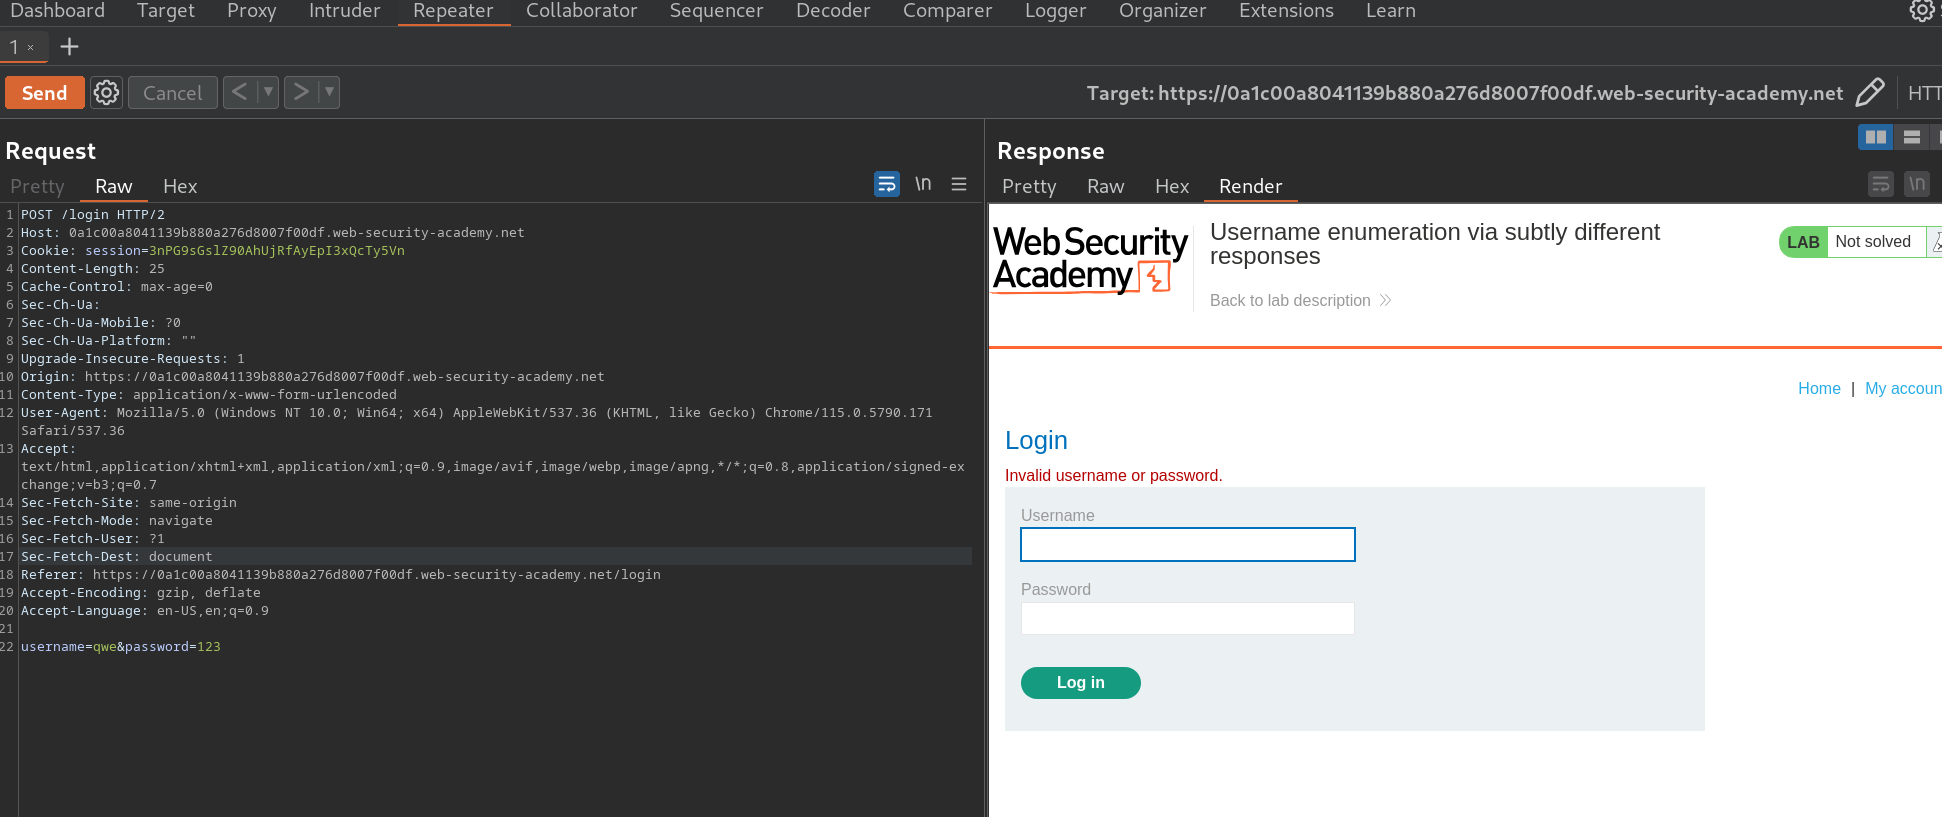 Dashboard Target Proxy Intruder Repeater Collaborator Sequencer Decoder Comparer Logger Organizer Extensions Learn
1 ×
Send Cancel < >
Target: https://0a1c00a8041139b880a276d8007f00df.web-security-academy.net
Request
Pretty Raw Hex
\n
1 POST /login HTTP/2
2 Host: 0a1c00a8041139b880a276d8007f00df.web-security-academy.net
3 Cookie: session=3nPG9sGslZ90AhUjRfAyEpI3xQcTy5Vn
4 Content-Length: 25
5 Cache-Control: max-age=0
6 Sec-Ch-Ua:
7 Sec-Ch-Ua-Mobile: ?0
8 Sec-Ch-Ua-Platform: ""
9 Upgrade-Insecure-Requests: 1
10 Origin: https://0a1c00a8041139b880a276d8007f00df.web-security-academy.net
11 Content-Type: application/x-www-form-urlencoded
12 User-Agent: Mozilla/5.0 (Windows NT 10.0; Win64; x64) AppleWebKit/537.36 (KHTML, like Gecko) Chrome/115.0.5790.171
Safari/537.36
13 Accept:
text/html,application/xhtml+xml,application/xml;q=0.9,image/avif,image/webp,image/apng,*/*;q=0.8,application/signed-ex
change;v=b3;q=0.7
14 Sec-Fetch-Site: same-origin
15 Sec-Fetch-Mode: navigate
16 Sec-Fetch-User: ?1
17 Sec-Fetch-Dest: document
18 Referer: https://0a1c00a8041139b880a276d8007f00df.web-security-academy.net/login
19 Accept-Encoding: gzip, deflate
20 Accept-Language: en-US,en;q=0.9
21
22 username=qwe&password=123
Response
Pretty Raw Hex Render
\n
Web Security
Academy
Username enumeration via subtly different
responses
Back to lab description
LAB Not solved
Home | My accoun
Login
Invalid username or password.
Username
Password
Log in